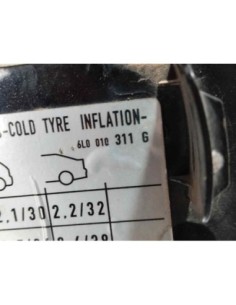 -COLD TYRE INFLATION-
6L0 010 311 G
2.1/30 2.2/32